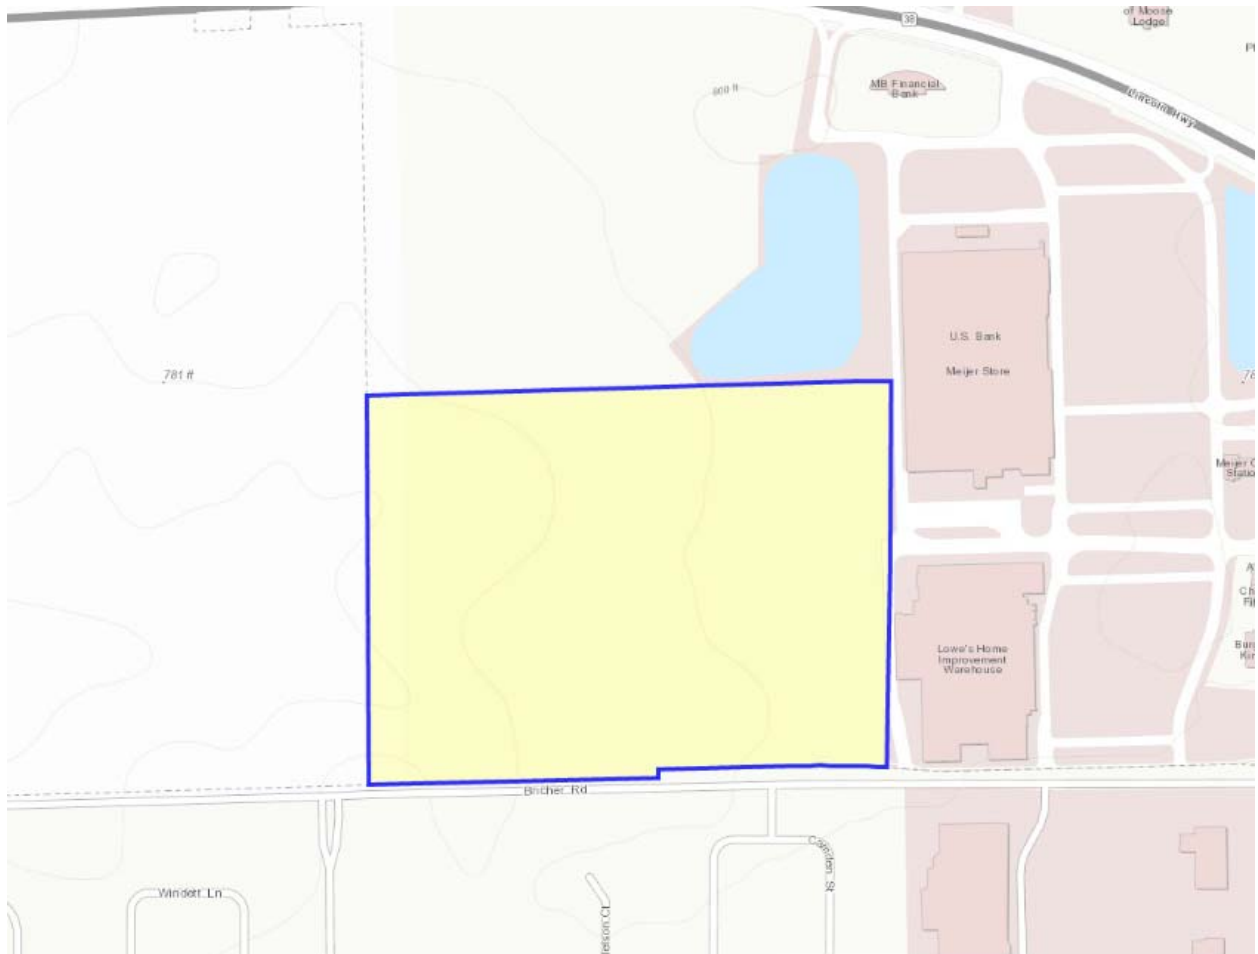 of Moose
Lodge
38
MB Financial
Bank
800 ft
Lincoln Hwy
U.S. Bank
Meijer Store
781 ft
Lowe's Home
Improvement
Warehouse
Bricher Rd
Camden St
Windett Ln